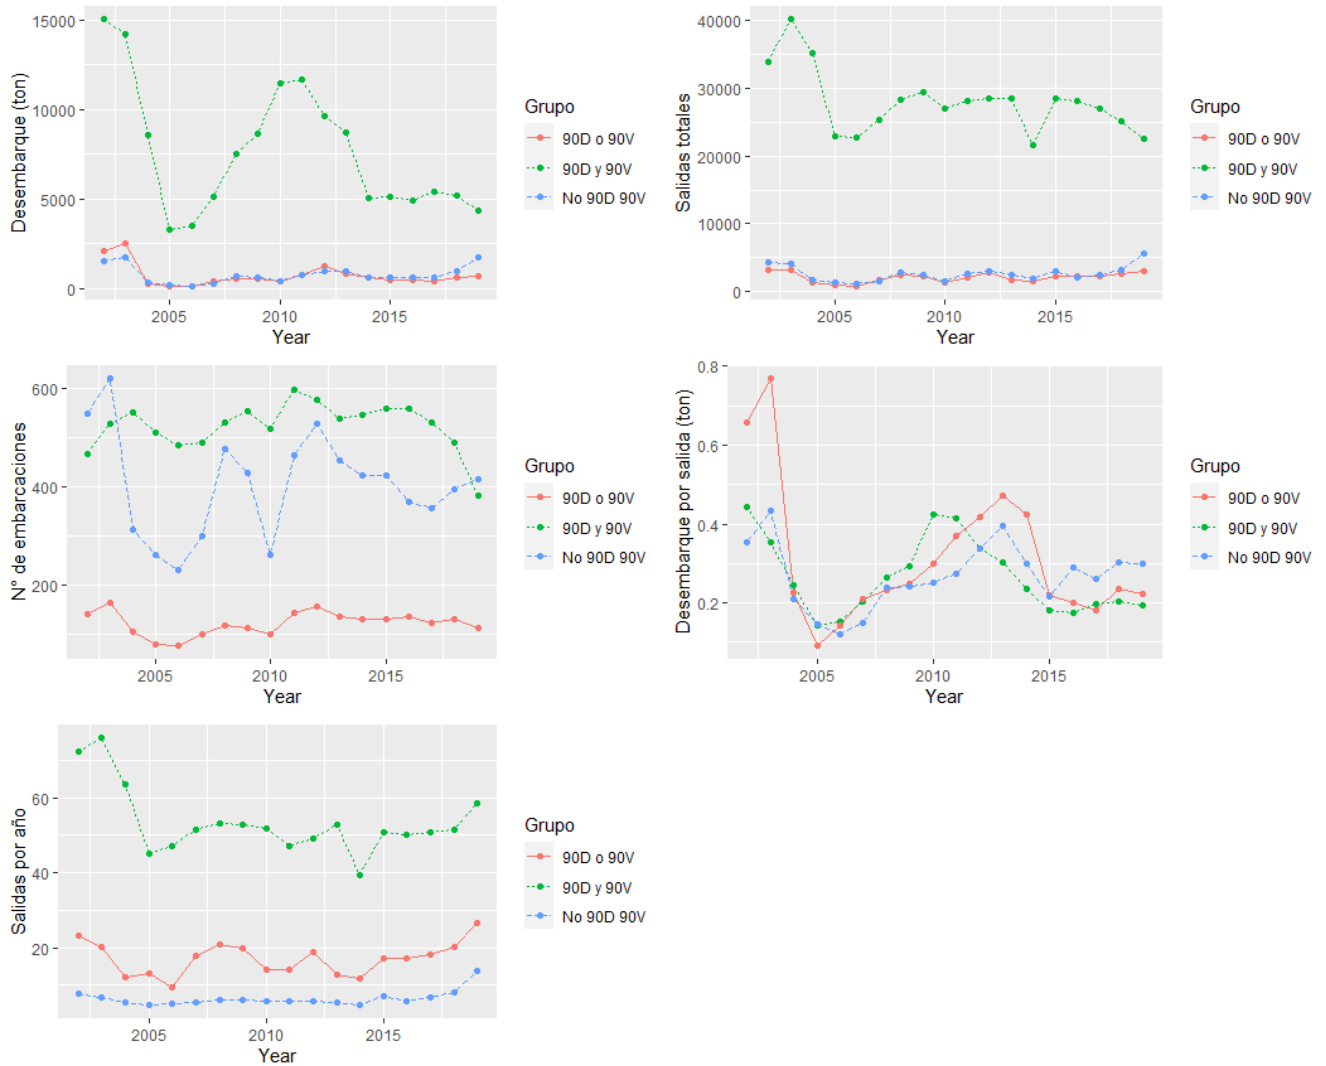 Desembarque (ton)
15000
10000
5000
0
2005 2010 2015
Year
Grupo
90D o 90V
90D y 90V
No 90D 90V
Salidas totales
40000
30000
20000
10000
0
2005 2010 2015
Year
Grupo
90D o 90V
90D y 90V
No 90D 90V
N° de embarcaciones
600
400
200
2005 2010 2015
Year
Grupo
90D o 90V
90D y 90V
No 90D 90V
Desembarque por salida (ton)
0.8
0.6
0.4
0.2
2005 2010 2015
Year
Grupo
90D o 90V
90D y 90V
No 90D 90V
Salidas por año
60
40
20
2005 2010 2015
Year
Grupo
90D o 90V
90D y 90V
No 90D 90V